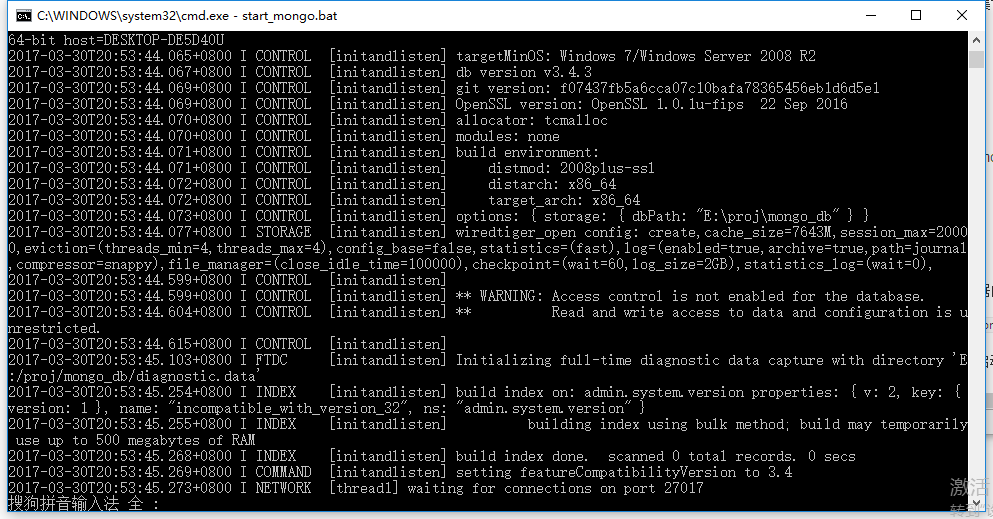 C:\WINDOWS\system32\cmd.exe - start_mongo.bat
64-bit host=DESKTOP-DE5D40U
2017-03-30T20:53:44.065+0800 I CONTROL  [initandlisten] targetMinOS: Windows 7/Windows Server 2008 R2
2017-03-30T20:53:44.067+0800 I CONTROL  [initandlisten] db version v3.4.3
2017-03-30T20:53:44.069+0800 I CONTROL  [initandlisten] git version: f07437fb5a6cca07c10bafa78365456eb1d6d5e1
2017-03-30T20:53:44.069+0800 I CONTROL  [initandlisten] OpenSSL version: OpenSSL 1.0.1u-fips  22 Sep 2016
2017-03-30T20:53:44.070+0800 I CONTROL  [initandlisten] allocator: tcmalloc
2017-03-30T20:53:44.070+0800 I CONTROL  [initandlisten] modules: none
2017-03-30T20:53:44.071+0800 I CONTROL  [initandlisten] build environment:
2017-03-30T20:53:44.071+0800 I CONTROL  [initandlisten]     distmod: 2008plus-ssl
2017-03-30T20:53:44.072+0800 I CONTROL  [initandlisten]     distarch: x86_64
2017-03-30T20:53:44.072+0800 I CONTROL  [initandlisten]     target_arch: x86_64
2017-03-30T20:53:44.073+0800 I CONTROL  [initandlisten] options: { storage: { dbPath: "E:\proj\mongo_db" } }
2017-03-30T20:53:44.077+0800 I STORAGE  [initandlisten] wiredtiger_open config: create,cache_size=7643M,session_max=2000
0,eviction=(threads_min=4,threads_max=4),config_base=false,statistics=(fast),log=(enabled=true,archive=true,path=journal
,compressor=snappy),file_manager=(close_idle_time=100000),checkpoint=(wait=60,log_size=2GB),statistics_log=(wait=0),
2017-03-30T20:53:44.599+0800 I CONTROL  [initandlisten]
2017-03-30T20:53:44.599+0800 I CONTROL  [initandlisten] ** WARNING: Access control is not enabled for the database.
2017-03-30T20:53:44.604+0800 I CONTROL  [initandlisten] **          Read and write access to data and configuration is u
nrestricted.
2017-03-30T20:53:44.615+0800 I CONTROL  [initandlisten]
2017-03-30T20:53:45.103+0800 I FTDC     [initandlisten] Initializing full-time diagnostic data capture with directory 'E
:/proj/mongo_db/diagnostic.data'
2017-03-30T20:53:45.254+0800 I INDEX    [initandlisten] build index on: admin.system.version properties: { v: 2, key: {
version: 1 }, name: "incompatible_with_version_32", ns: "admin.system.version" }
2017-03-30T20:53:45.255+0800 I INDEX    [initandlisten]          building index using bulk method; build may temporarily
 use up to 500 megabytes of RAM
2017-03-30T20:53:45.268+0800 I INDEX    [initandlisten] build index done.  scanned 0 total records. 0 secs
2017-03-30T20:53:45.269+0800 I COMMAND  [initandlisten] setting featureCompatibilityVersion to 3.4
2017-03-30T20:53:45.273+0800 I NETWORK  [thread1] waiting for connections on port 27017
搜狗拼音输入法 全 :
激活